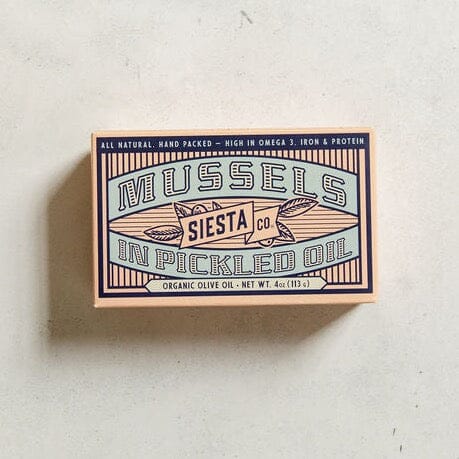 ALL NATURAL, HAND PACKED — HIGH IN OMEGA 3, IRON & PROTEIN
MUSSELS
SIESTA CO.
IN PICKLED OIL
ORGANIC OLIVE OIL • NET WT. 4oz (113 g)